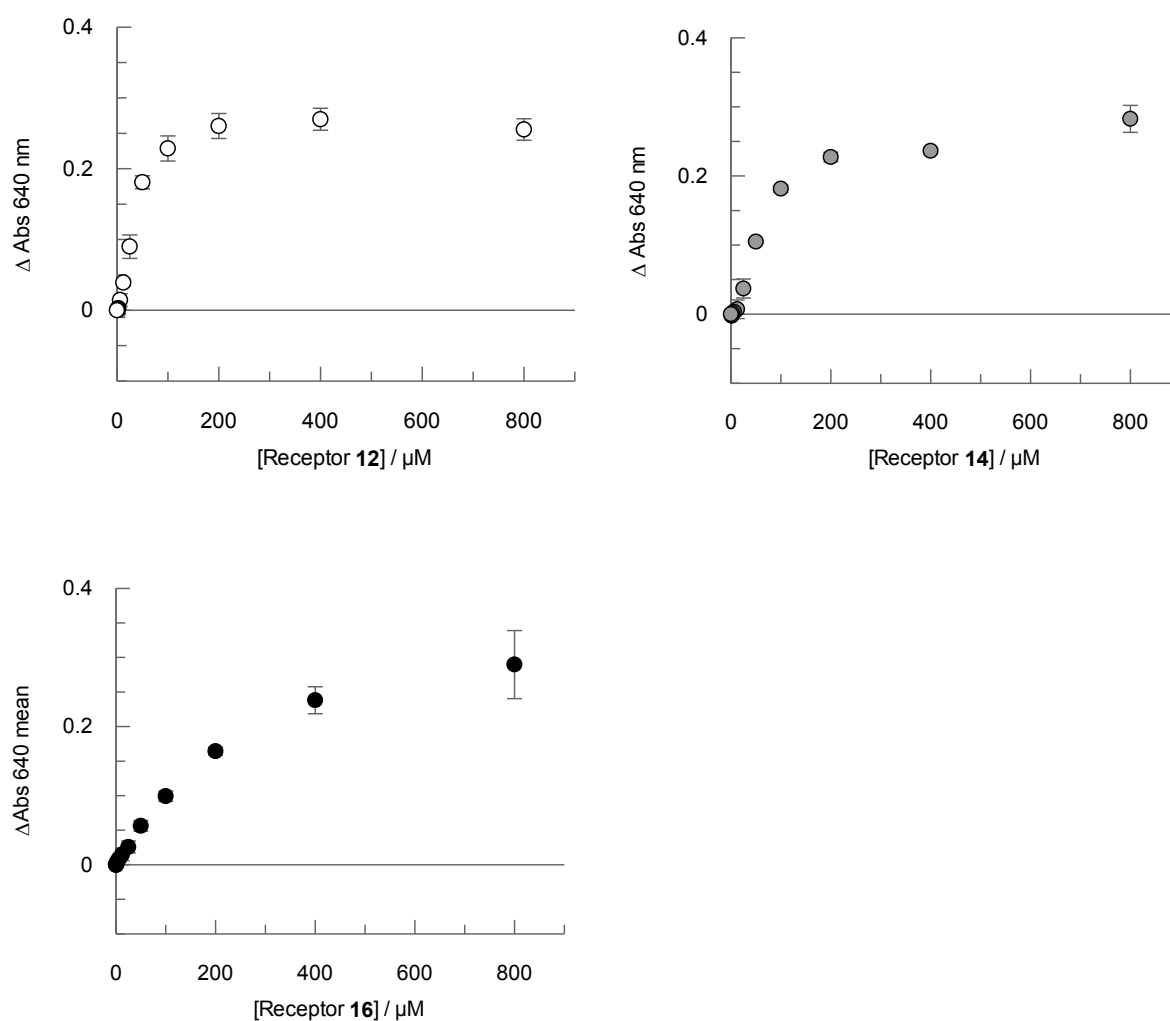 0.4
0.2
0
Δ Abs 640 nm
0 200 400 600 800
[Receptor 12] / µM
0.4
0.2
0
Δ Abs 640 nm
0 200 400 600 800
[Receptor 14] / µM
0.4
0.2
0
ΔAbs 640 mean
0 200 400 600 800
[Receptor 16] / µM